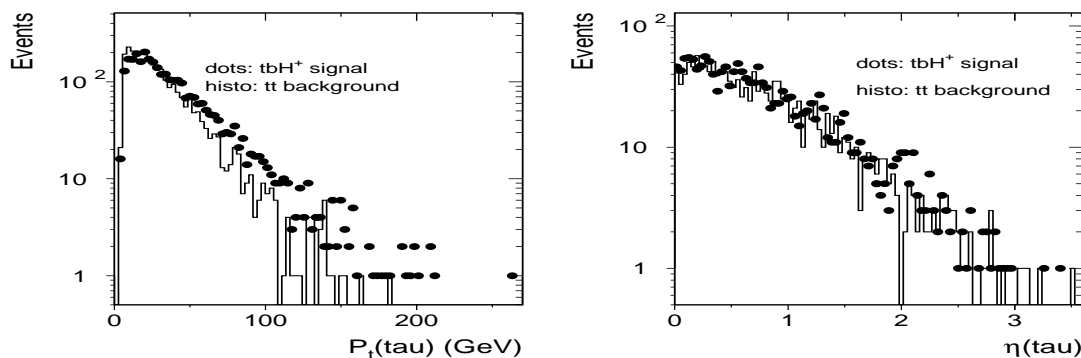 Events
10²
10
1
dots: tbH⁺ signal
histo: tt background
0 100 200
Pₜ(tau) (GeV)
Events
10²
10
1
dots: tbH⁺ signal
histo: tt background
0 1 2 3
η(tau)